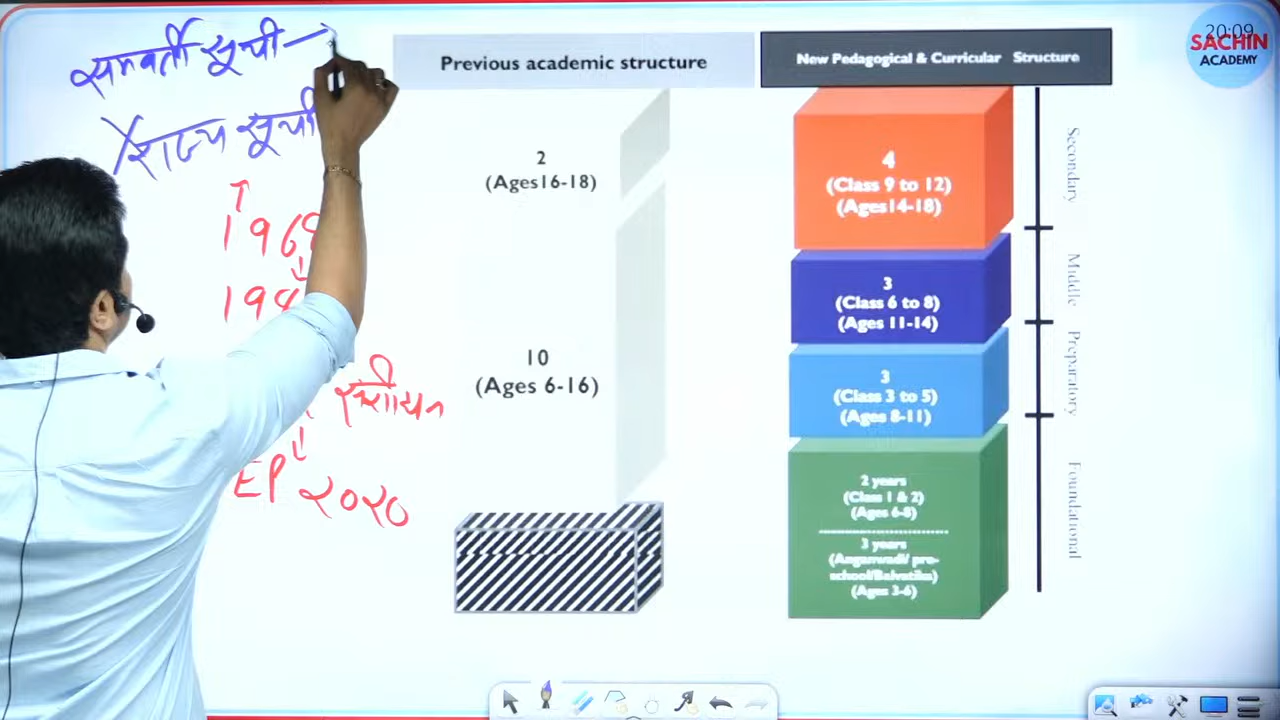 समवर्ती सूची
राज्य सूची
1968
EP २०२०
Previous academic structure
2
(Ages16-18)
10
(Ages 6-16)
New Pedagogical & Curricular Structure
4
(Class 9 to 12)
(Ages14-18)
3
(Class 6 to 8)
(Ages 11-14)
3
(Class 3 to 5)
(Ages 8-11)
2 years
(Class 1 & 2)
(Ages 6-8)
3 years
(Anganwadi/ pre-
school/Balvatika)
(Ages 3-6)
Secondary
Middle
Preparatory
Foundational
20:09
SACHIN
ACADEMY